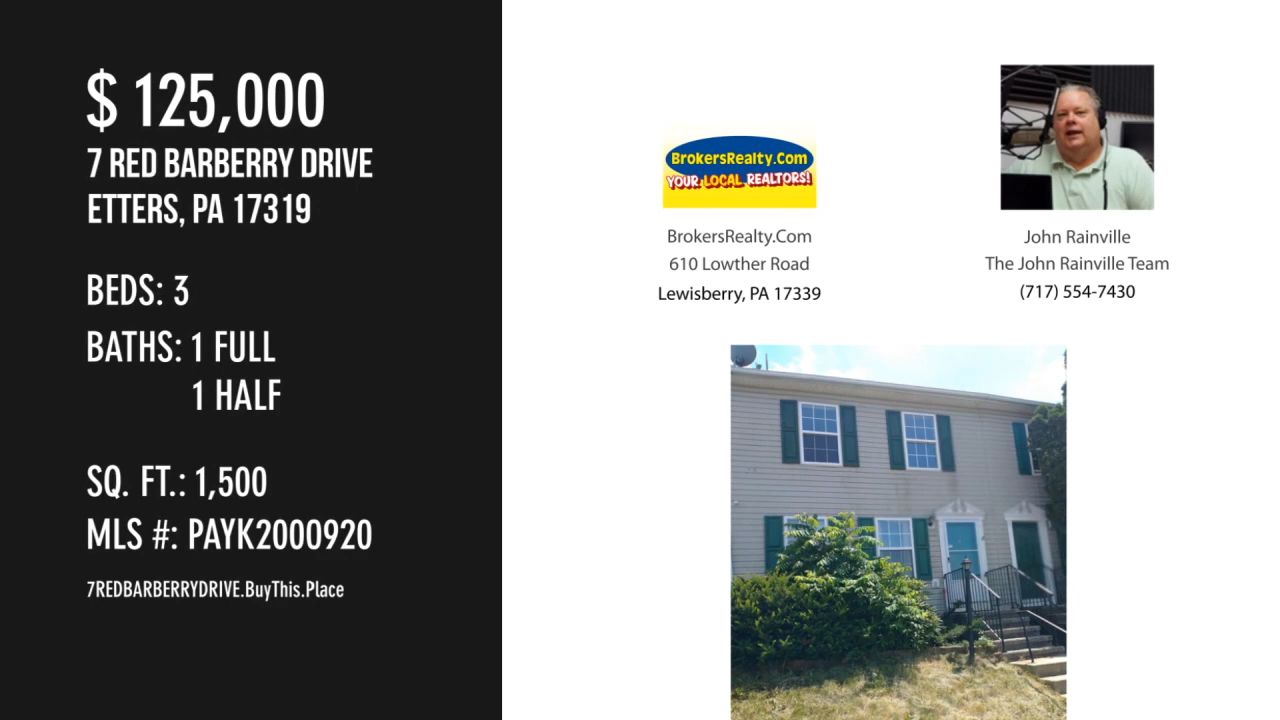 $ 125,000
7 RED BARBERRY DRIVE
ETTERS, PA 17319
BEDS: 3
BATHS: 1 FULL
1 HALF
SQ. FT.: 1,500
MLS #: PAYK2000920
7REDBARBERRYDRIVE.BuyThis.Place
BrokersRealty.Com
YOUR LOCAL REALTORS!
BrokersRealty.Com
610 Lowther Road
Lewisberry, PA 17339
John Rainville
The John Rainville Team
(717) 554-7430